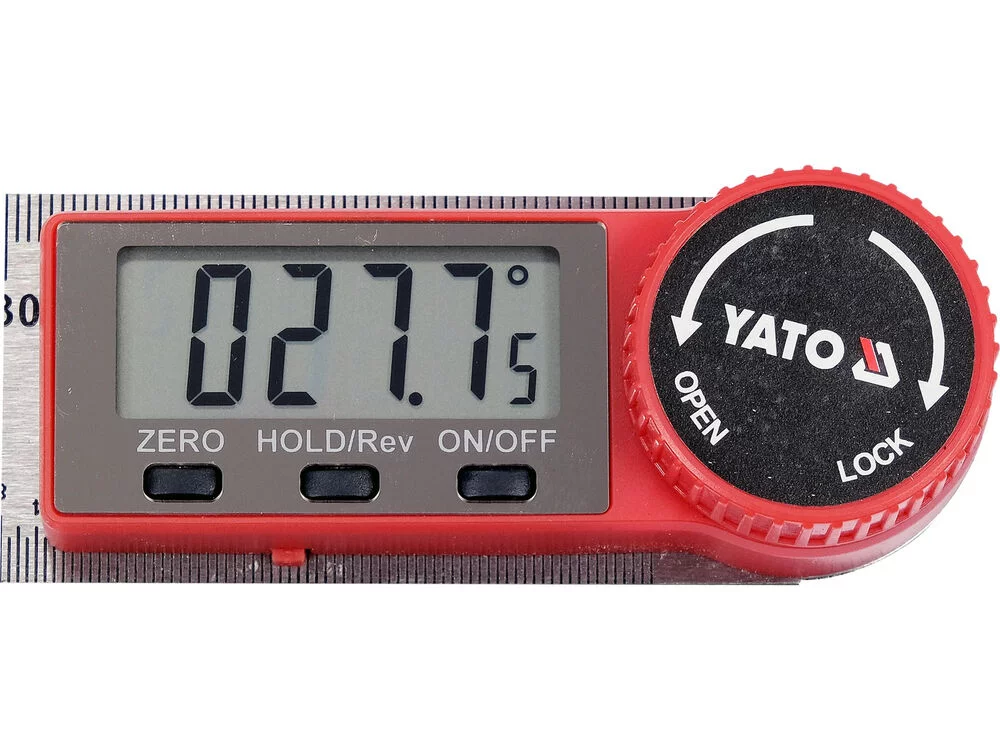 30
027.75°
ZERO HOLD/Rev ON/OFF
YATO
OPEN
LOCK